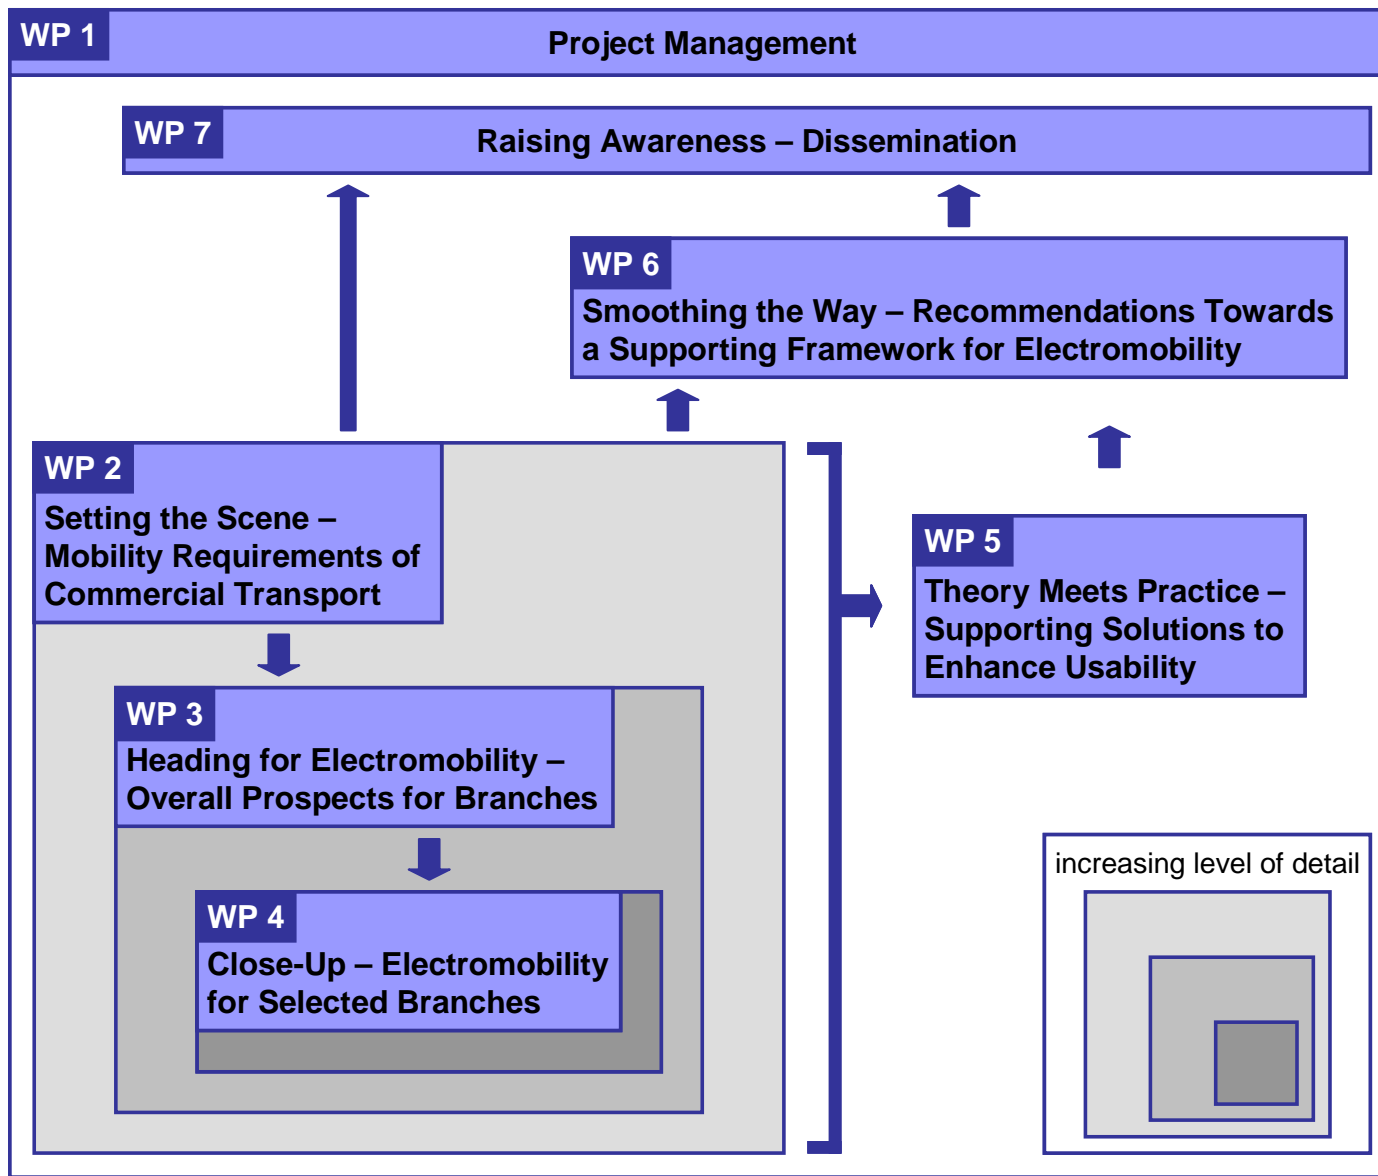 WP 1
Project Management
WP 7
Raising Awareness – Dissemination
WP 6
Smoothing the Way – Recommendations Towards
a Supporting Framework for Electromobility
WP 2
Setting the Scene –
Mobility Requirements of
Commercial Transport
WP 5
Theory Meets Practice –
Supporting Solutions to
Enhance Usability
WP 3
Heading for Electromobility –
Overall Prospects for Branches
WP 4
Close-Up – Electromobility
for Selected Branches
increasing level of detail